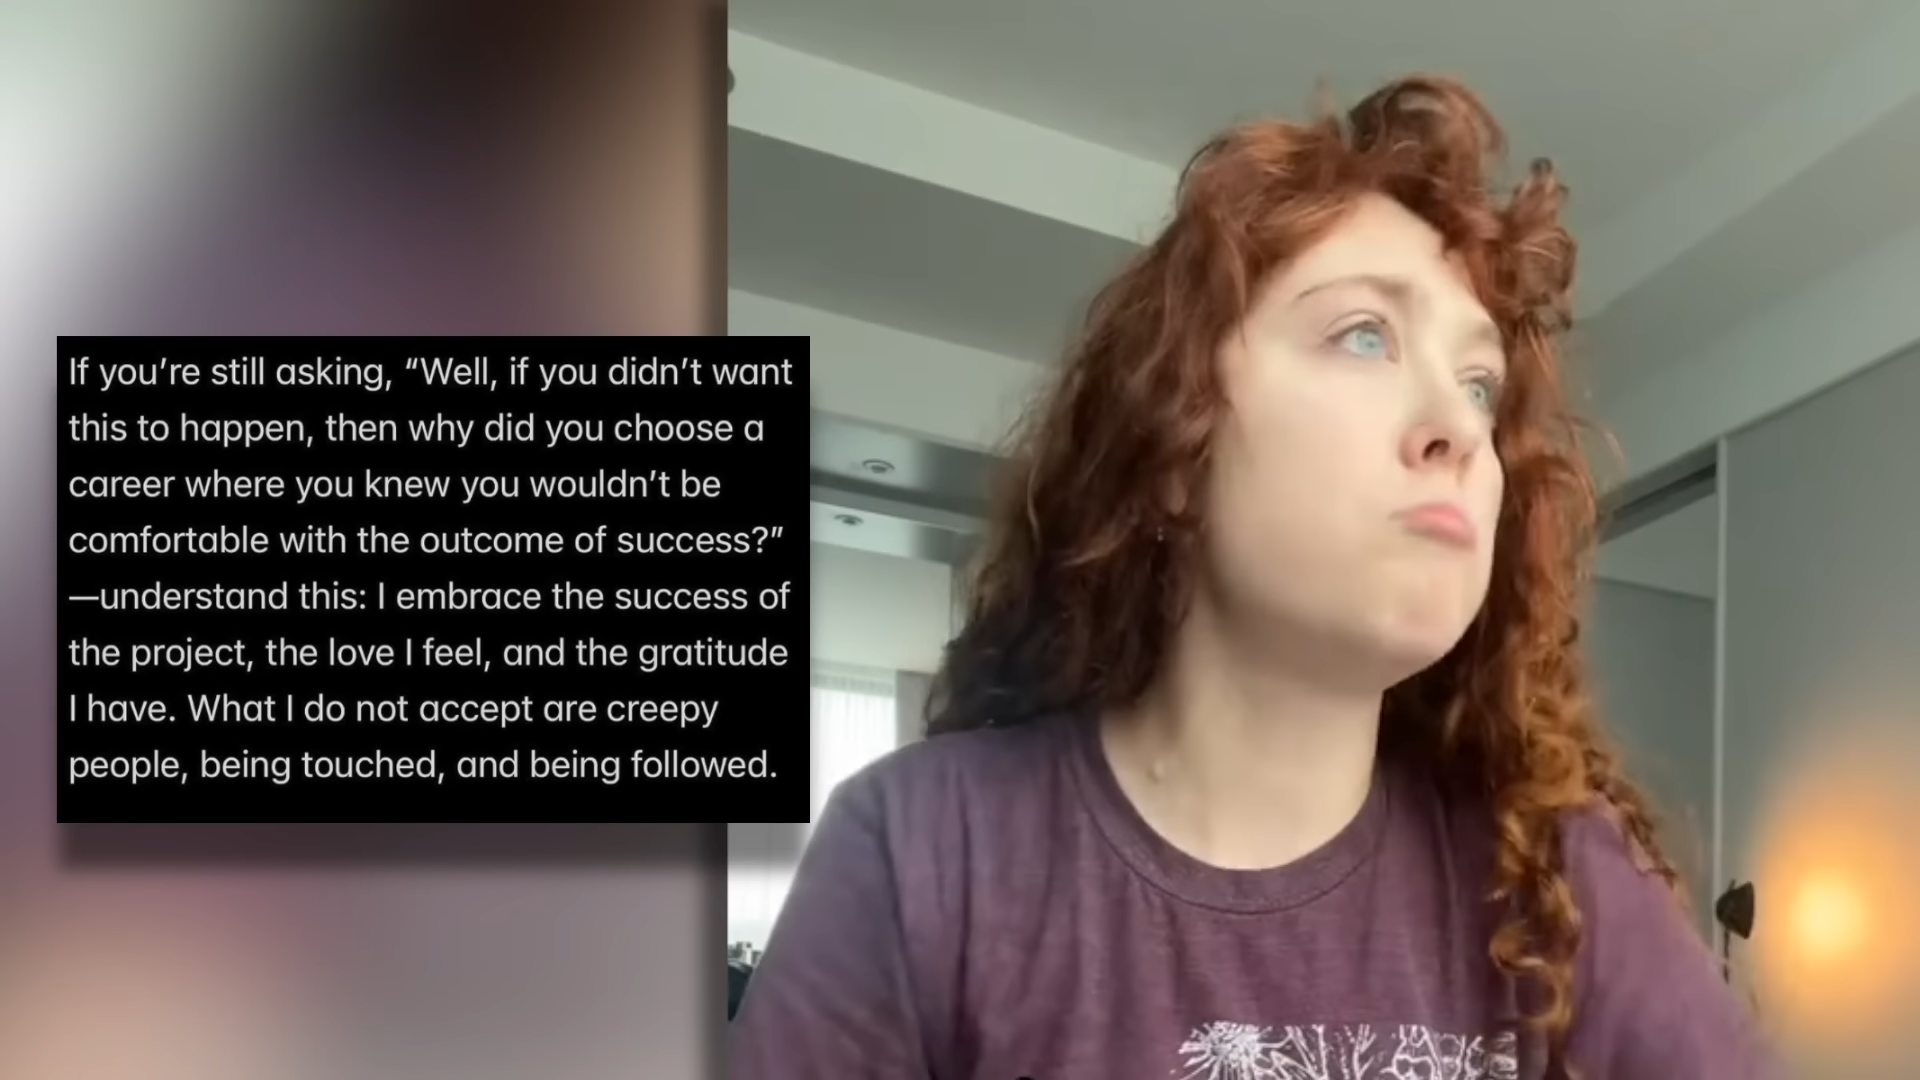 If you’re still asking, “Well, if you didn’t want
this to happen, then why did you choose a
career where you knew you wouldn’t be
comfortable with the outcome of success?”
—understand this: I embrace the success of
the project, the love I feel, and the gratitude
I have. What I do not accept are creepy
people, being touched, and being followed.